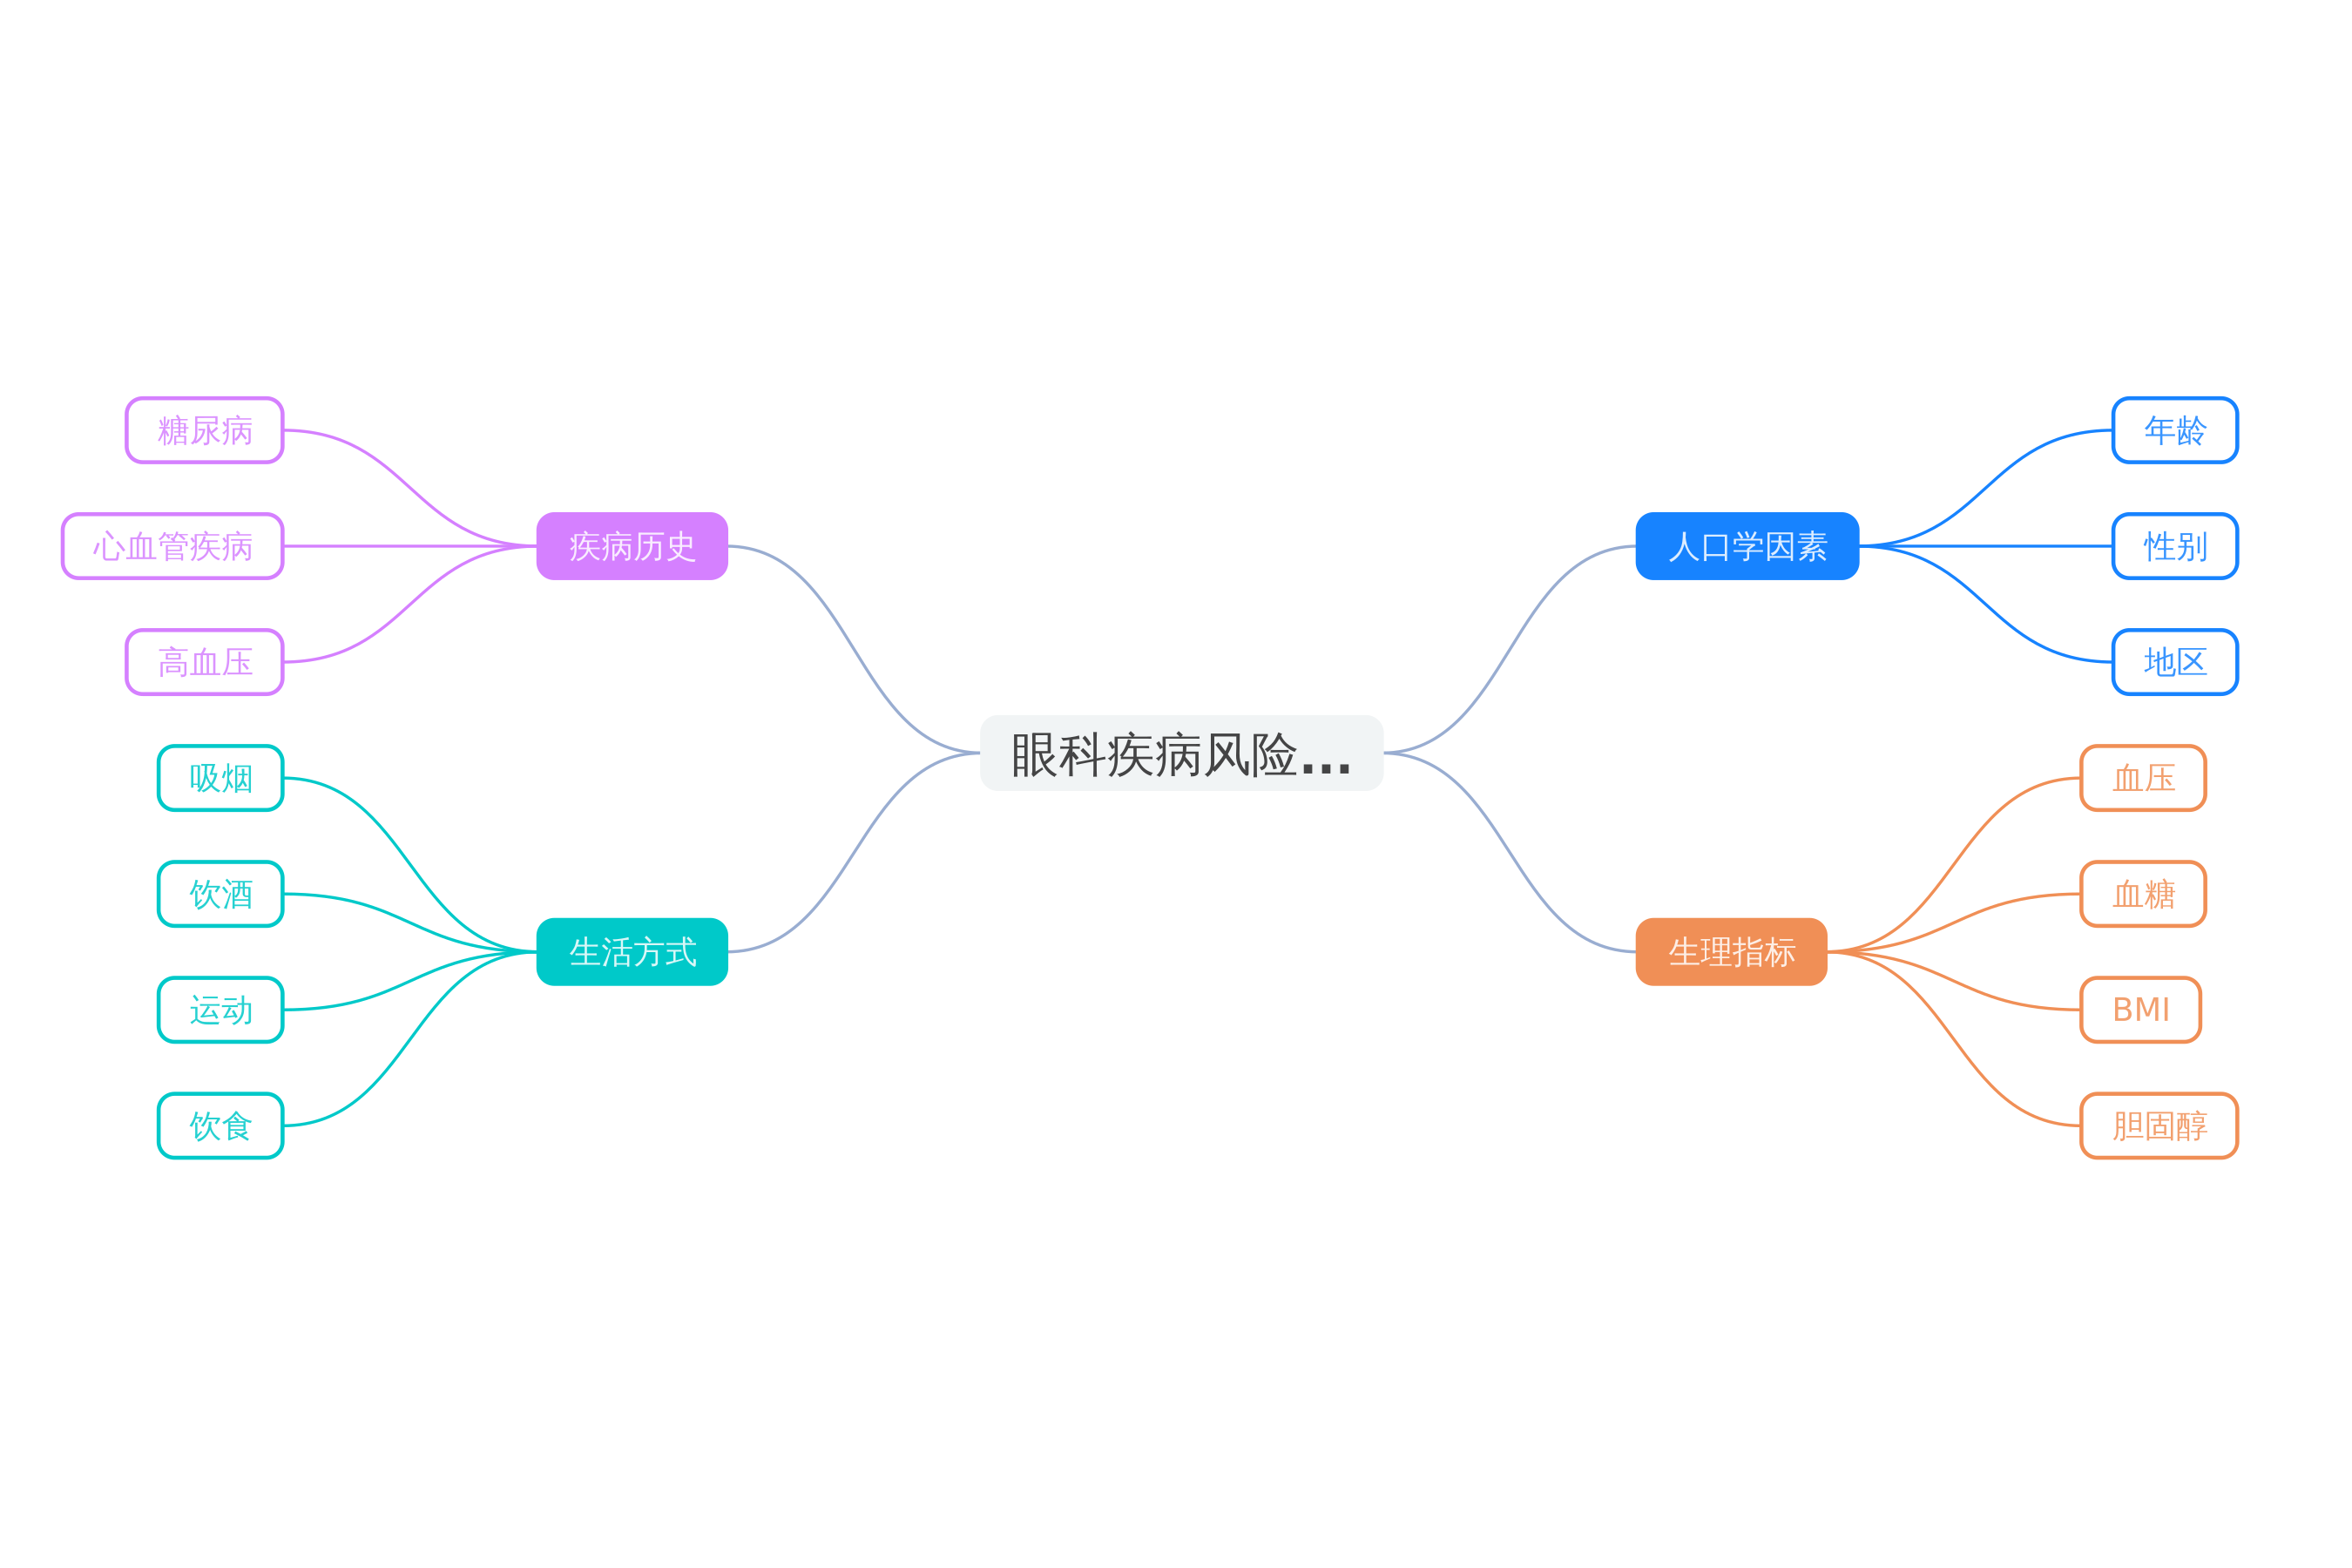 糖尿病
心血管疾病
高血压
疾病历史
吸烟
饮酒
运动
饮食
生活方式
眼科疾病风险...
人口学因素
年龄
性别
地区
生理指标
血压
血糖
BMI
胆固醇